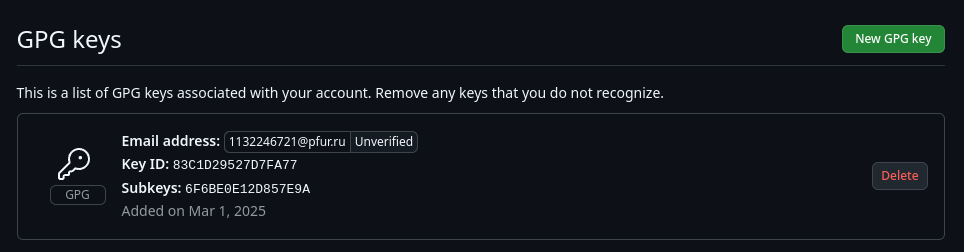 GPG keys
New GPG key
This is a list of GPG keys associated with your account. Remove any keys that you do not recognize.
Email address: 1132246721@pfur.ru Unverified
Key ID: 83C1D29527D7FA77
Subkeys: 6F6BE0E12D857E9A
Added on Mar 1, 2025
GPG
Delete